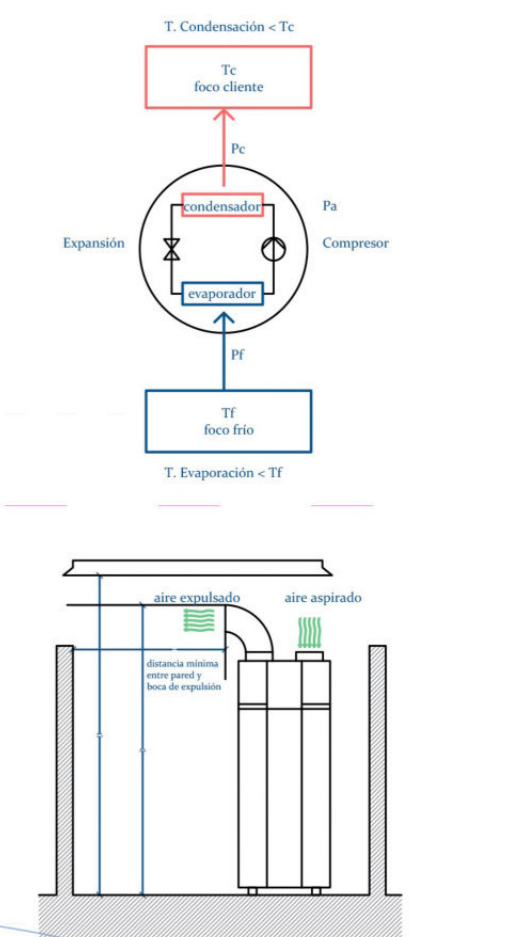 T. Condensación < Tc
Tc
foco cliente
Pc
condensador
Pa
Expansión
Compresor
evaporador
Pf
Tf
foco frío
T. Evaporación < Tf
aire expulsado
aire aspirado
distancia mínima
entre pared y
boca de expulsión